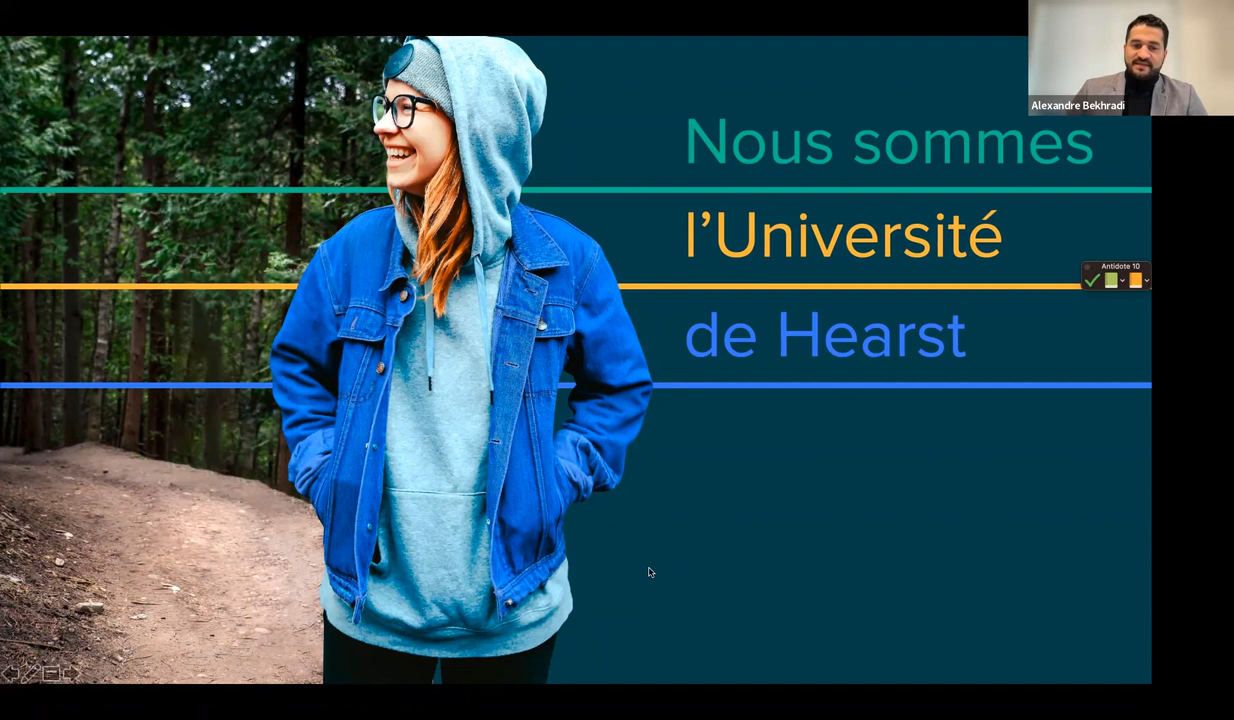 Alexandre Bekhradi
Nous sommes
l’Université
de Hearst
Antidote 10